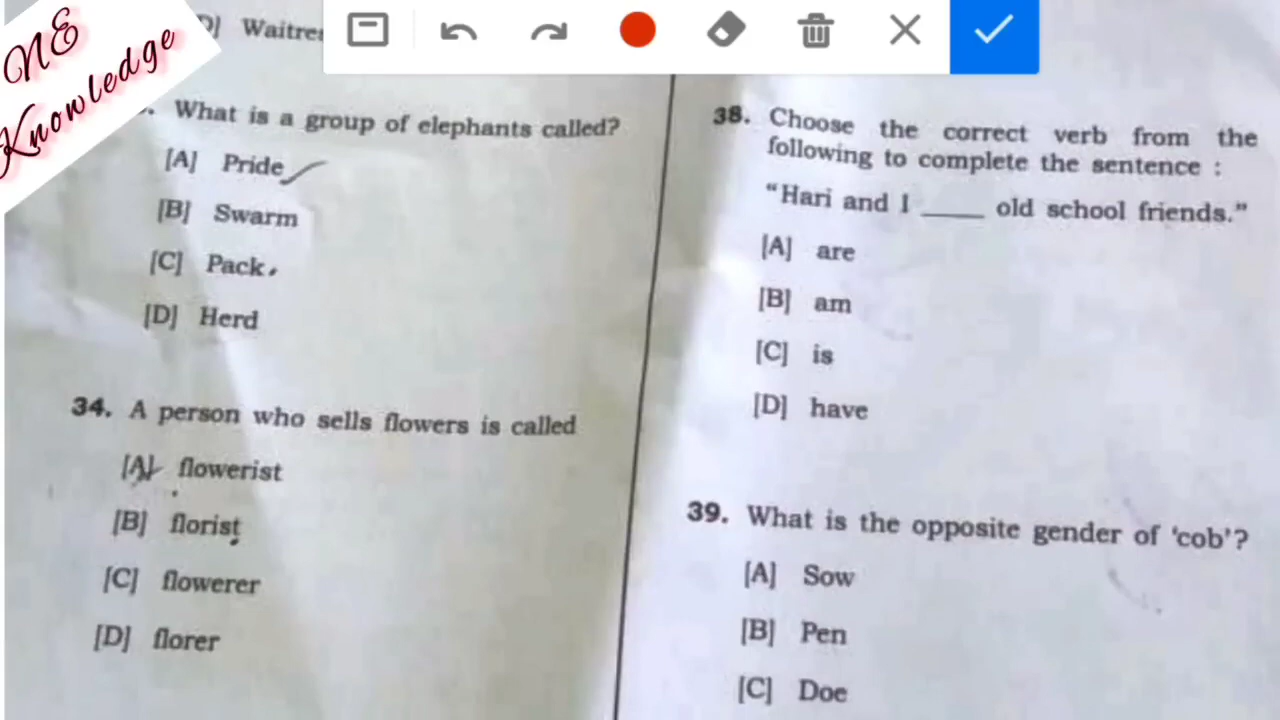 NE
Knowledge
D] Waitres
. What is a group of elephants called?
[A] Pride
[B] Swarm
[C] Pack
[D] Herd
34. A person who sells flowers is called
[A] flowerist
[B] florist
[C] flowerer
[D] florer
38. Choose the correct verb from the
following to complete the sentence :
“Hari and I ____ old school friends.”
[A] are
[B] am
[C] is
[D] have
39. What is the opposite gender of ‘cob’?
[A] Sow
[B] Pen
[C] Doe